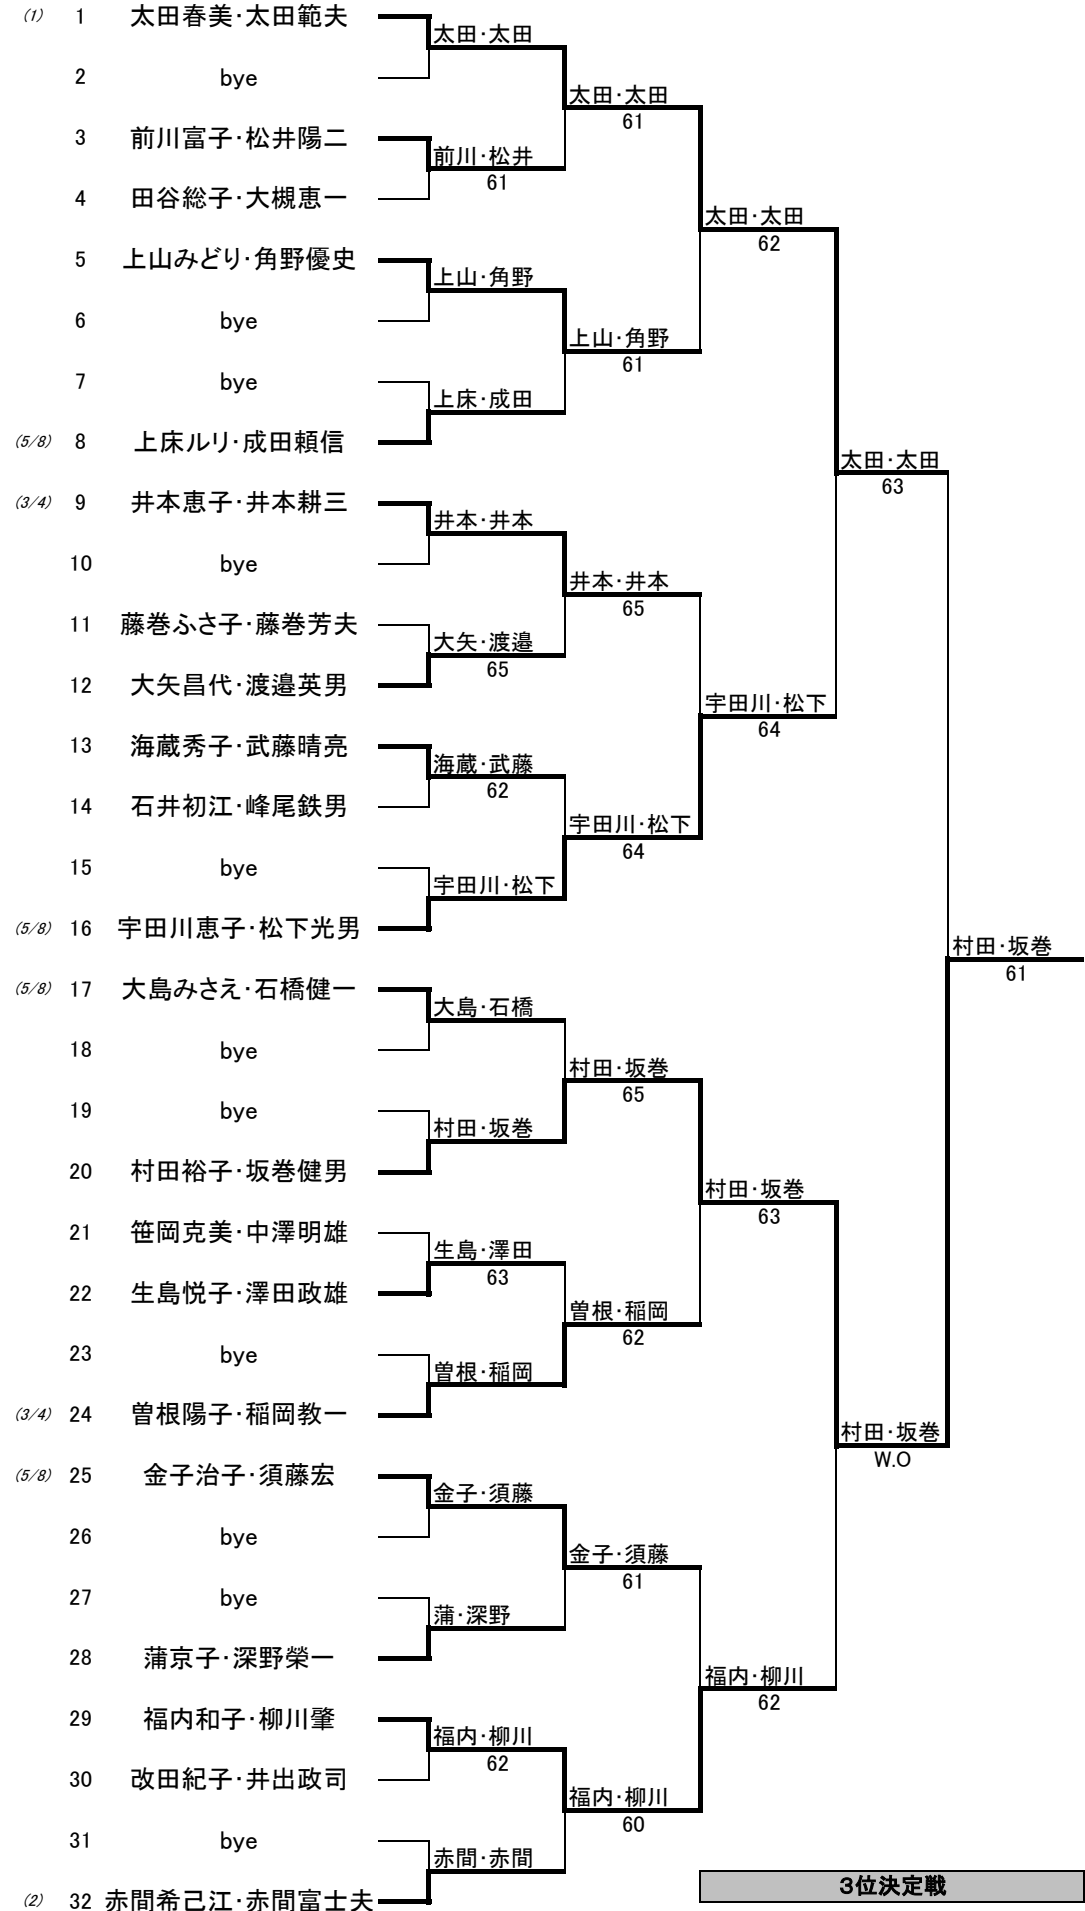 (1) 1 太田春美･太田範夫
太田･太田
2 bye
太田･太田
61
3 前川富子･松井陽二
前川･松井
61
4 田谷総子･大槻恵一
太田･太田
62
5 上山みどり･角野優史
上山･角野
6 bye
上山･角野
61
7 bye
上床･成田
(5/8) 8 上床ルリ･成田頼信
太田･太田
63
(3/4) 9 井本恵子･井本耕三
井本･井本
10 bye
井本･井本
65
11 藤巻ふさ子･藤巻芳夫
大矢･渡邉
65
12 大矢昌代･渡邉英男
宇田川･松下
64
13 海蔵秀子･武藤晴亮
海蔵･武藤
62
14 石井初江･峰尾鉄男
宇田川･松下
64
15 bye
宇田川･松下
(5/8) 16 宇田川恵子･松下光男
村田･坂巻
61
(5/8) 17 大島みさえ･石橋健一
大島･石橋
18 bye
村田･坂巻
65
19 bye
村田･坂巻
20 村田裕子･坂巻健男
村田･坂巻
63
21 笹岡克美･中澤明雄
生島･澤田
63
22 生島悦子･澤田政雄
曽根･稲岡
62
23 bye
曽根･稲岡
(3/4) 24 曽根陽子･稲岡教一
村田･坂巻
W.O
(5/8) 25 金子治子･須藤宏
金子･須藤
26 bye
金子･須藤
61
27 bye
蒲･深野
28 蒲京子･深野榮一
福内･柳川
62
29 福内和子･柳川肇
福内･柳川
62
30 改田紀子･井出政司
福内･柳川
60
31 bye
赤間･赤間
３位決定戦
(2) 32 赤間希己江･赤間富士夫